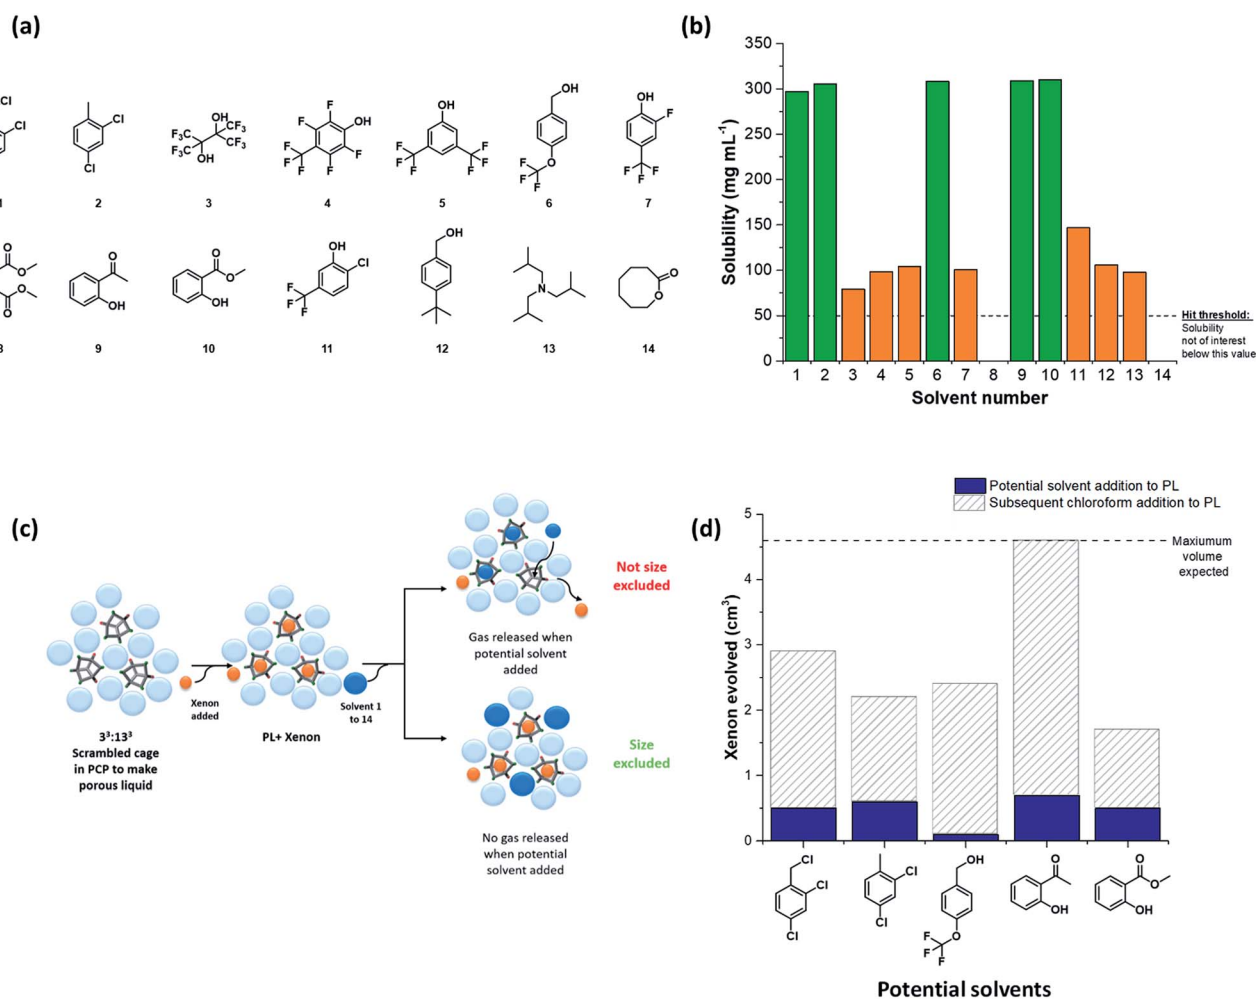 (a)
Cl
Cl
1
Cl
Cl
2
OH
F3C
CF3
F3C
CF3
OH
3
F
F
OH
F
F
F
F
F
4
OH
F
F
F
F
F
F
5
OH
O
F
F
F
6
OH
F
F
F
F
7
O
O
O
O
8
O
OH
9
O
O
OH
10
OH
Cl
F
F
F
11
OH
12
N
13
O
O
14
(b)
Solubility (mg mL-1)
350
300
250
200
150
100
50
0
1 2 3 4 5 6 7 8 9 10 11 12 13 14
Solvent number
Hit threshold:
Solubility
not of interest
below this value
(c)
3³:13³
Scrambled cage
in PCP to make
porous liquid
Xenon
added
PL+ Xenon
Solvent 1
to 14
Gas released when
potential solvent
added
Not size
excluded
No gas released
when potential
solvent added
Size
excluded
(d)
Potential solvent addition to PL
Subsequent chloroform addition to PL
Xenon evolved (cm3)
5
4
3
2
1
0
Maxiumum
volume
expected
Cl
Cl
Cl
Cl
Cl
OH
O
F
F
F
O
OH
O
O
OH
Potential solvents